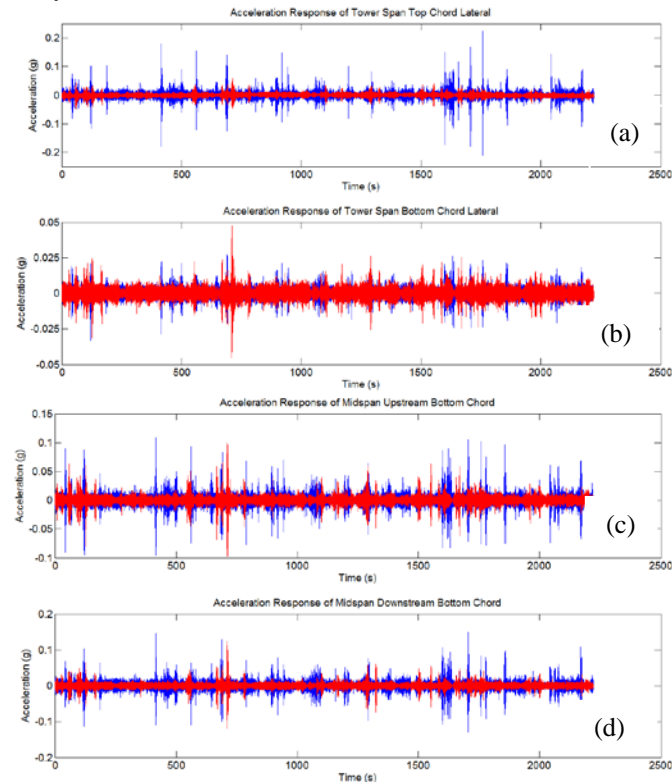 Acceleration Response of Tower Span Top Chord Lateral
0.2
0.1
0
-0.1
-0.2
Acceleration (g)
0 500 1000 1500 2000 2500
Time (s)
(a)
Acceleration Response of Tower Span Bottom Chord Lateral
0.05
0.025
0
-0.025
-0.05
Acceleration (g)
0 500 1000 1500 2000 2500
Time (s)
(b)
Acceleration Response of Midspan Upstream Bottom Chord
0.15
0.1
0.05
0
-0.05
-0.1
Acceleration (g)
0 500 1000 1500 2000 2500
Time (s)
(c)
Acceleration Response of Midspan Downstream Bottom Chord
0.2
0.1
0
-0.1
-0.2
Acceleration (g)
0 500 1000 1500 2000 2500
Time (s)
(d)